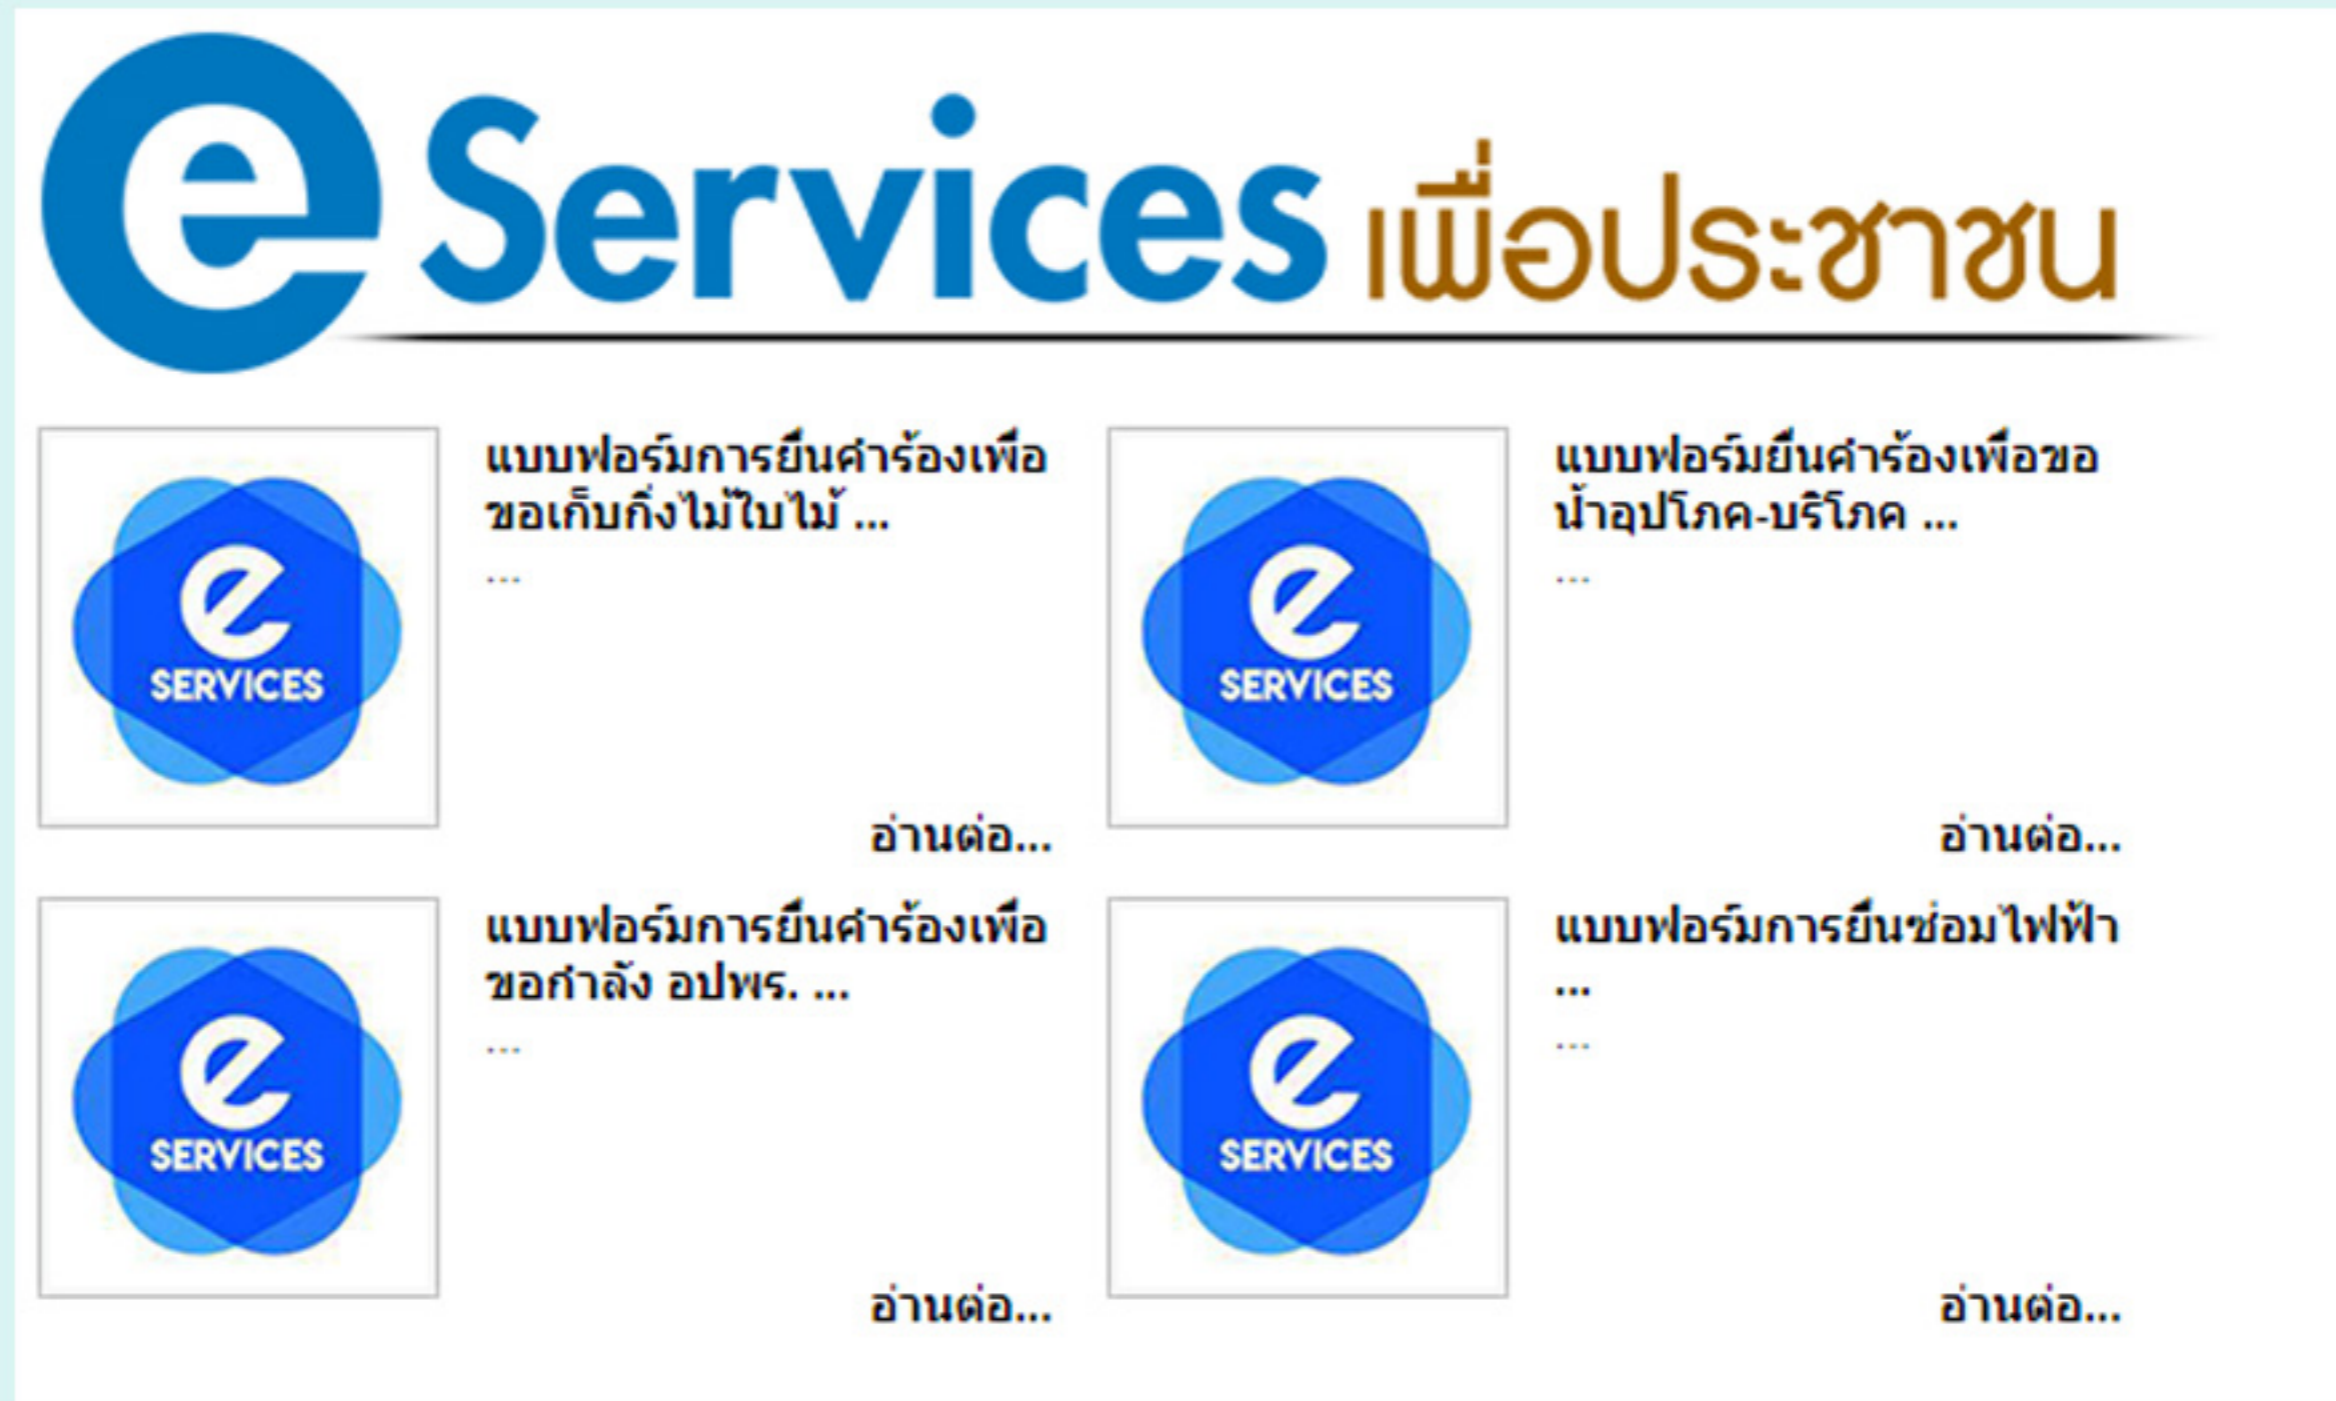 e Services เพื่อประชาชน
e
SERVICES
แบบฟอร์มการยื่นคำร้องเพื่อ
ขอเก็บกิ่งไม้ใบไม้ ...
...
อ่านต่อ...
e
SERVICES
แบบฟอร์มยื่นคำร้องเพื่อขอ
น้ำอุปโภค-บริโภค ...
...
อ่านต่อ...
e
SERVICES
แบบฟอร์มการยื่นคำร้องเพื่อ
ขอกำลัง อปพร. ...
...
อ่านต่อ...
e
SERVICES
แบบฟอร์มการยื่นซ่อมไฟฟ้า
...
...
อ่านต่อ...